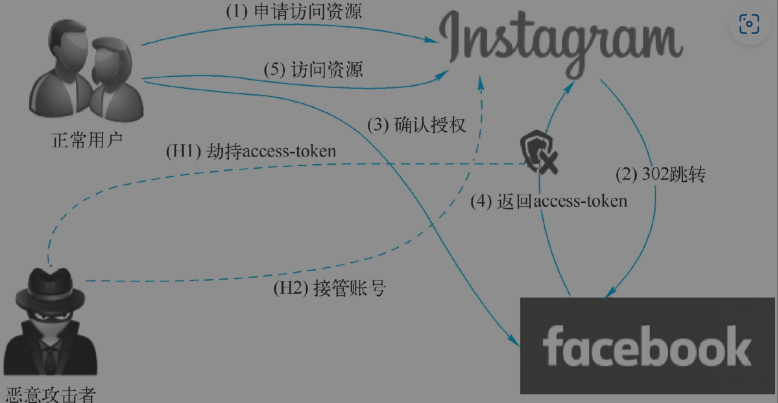 (1) 申请访问资源
Instagram
(5) 访问资源
正常用户
(3) 确认授权
(H1) 劫持access-token
(2) 302跳转
(4) 返回access-token
(H2) 接管账号
facebook
恶意攻击者